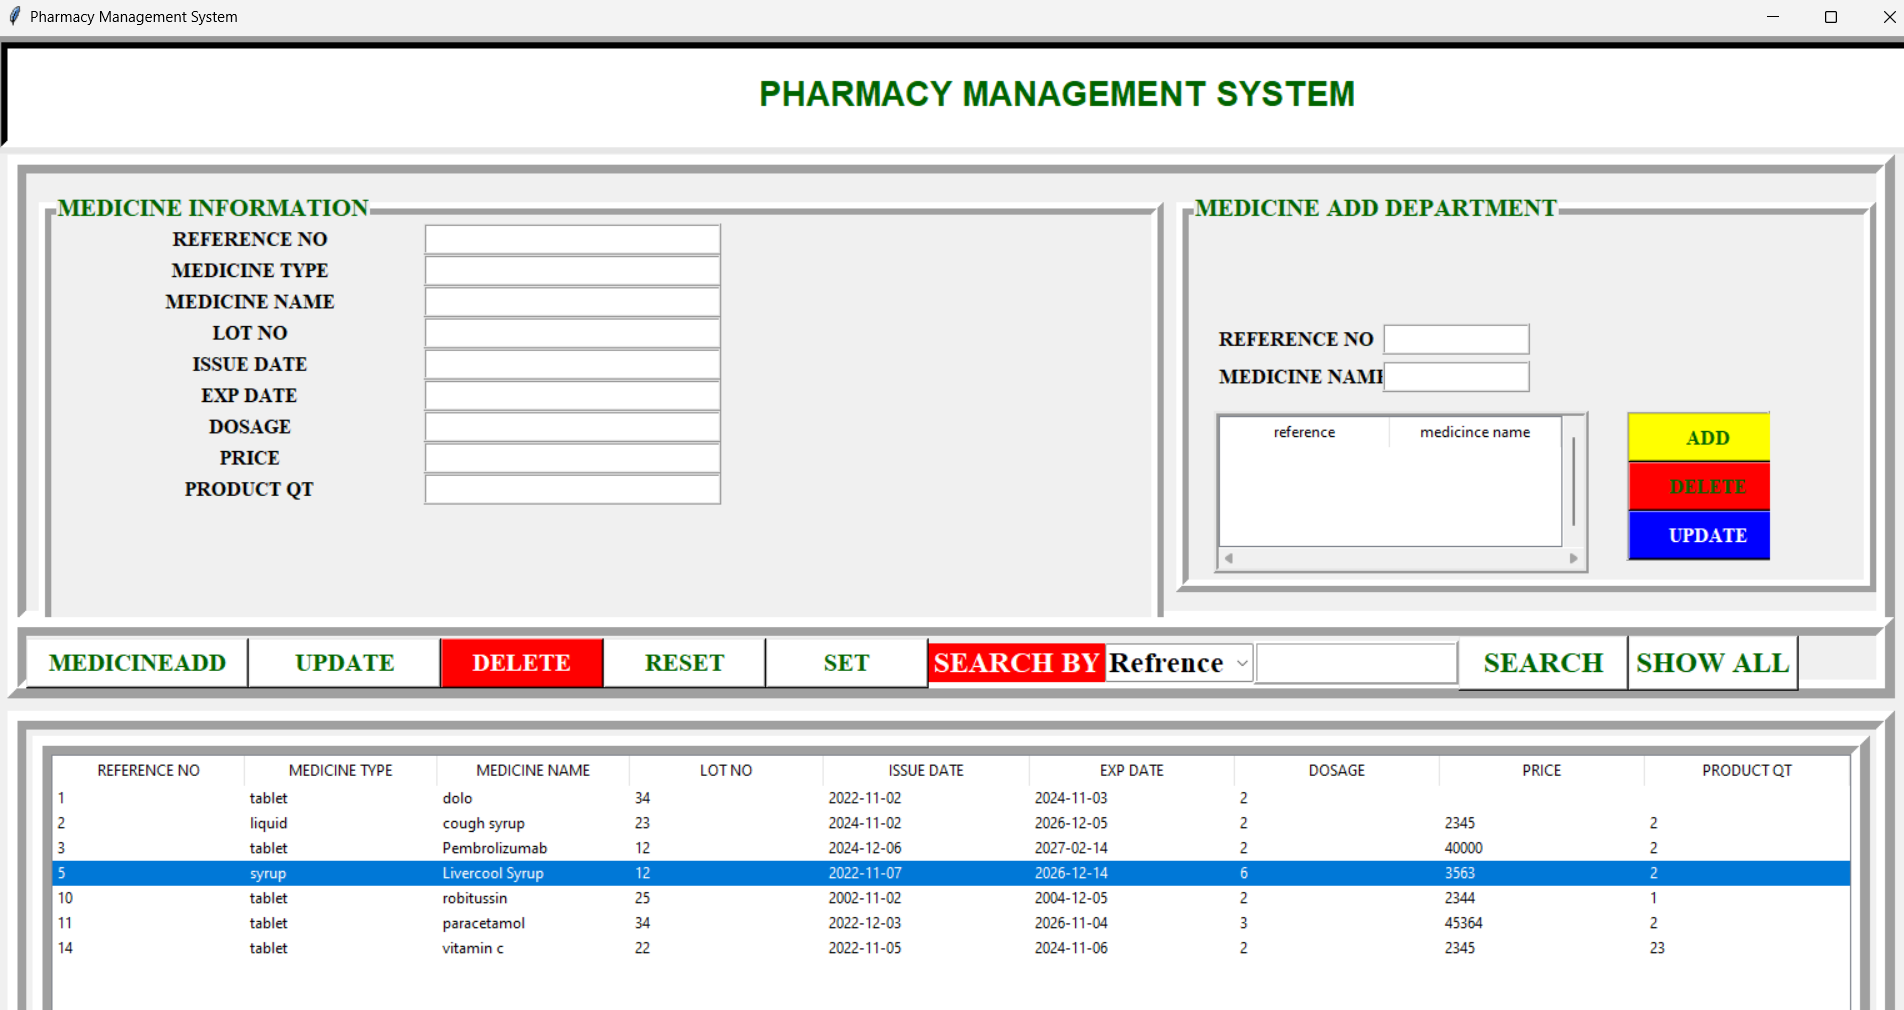 Pharmacy Management System
PHARMACY MANAGEMENT SYSTEM
MEDICINE INFORMATION
REFERENCE NO
MEDICINE TYPE
MEDICINE NAME
LOT NO
ISSUE DATE
EXP DATE
DOSAGE
PRICE
PRODUCT QT
MEDICINE ADD DEPARTMENT
REFERENCE NO
MEDICINE NAME
reference medicince name
ADD
DELETE
UPDATE
MEDICINEADD UPDATE DELETE RESET SET SEARCH BY Refrence SEARCH SHOW ALL
REFERENCE NO MEDICINE TYPE MEDICINE NAME LOT NO ISSUE DATE EXP DATE DOSAGE PRICE PRODUCT QT
1 tablet dolo 34 2022-11-02 2024-11-03 2
2 liquid cough syrup 23 2024-11-02 2026-12-05 2 2345 2
3 tablet Pembrolizumab 12 2024-12-06 2027-02-14 2 40000 2
5 syrup Livercool Syrup 12 2022-11-07 2026-12-14 6 3563 2
10 tablet robitussin 25 2002-11-02 2004-12-05 2 2344 1
11 tablet paracetamol 34 2022-12-03 2026-11-04 3 45364 2
14 tablet vitamin c 22 2022-11-05 2024-11-06 2 2345 23